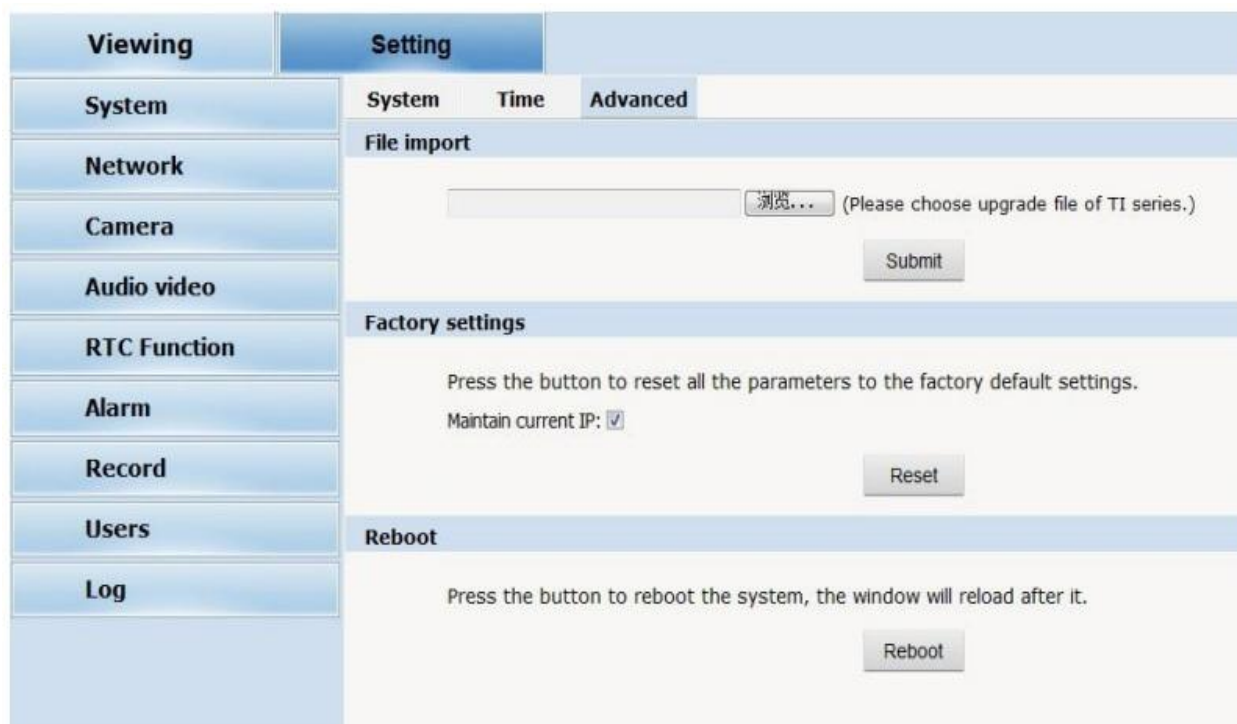 Viewing Setting
System
Network
Camera
Audio video
RTC Function
Alarm
Record
Users
Log
System Time Advanced
File import
浏览... (Please choose upgrade file of TI series.)
Submit
Factory settings
Press the button to reset all the parameters to the factory default settings.
Maintain current IP:
Reset
Reboot
Press the button to reboot the system, the window will reload after it.
Reboot